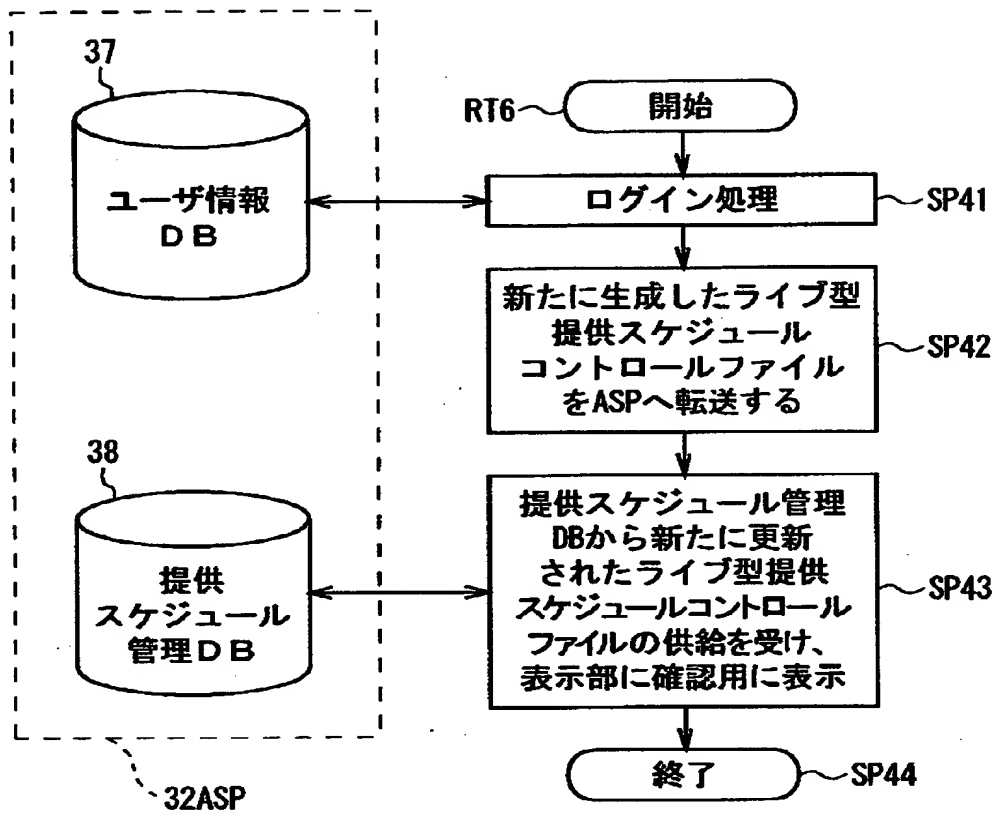 37
ユーザ情報
DB
38
提供
スケジュール
管理DB
32ASP
RT6
開始
ログイン処理
SP41
新たに生成したライブ型
提供スケジュール
コントロールファイル
をASPへ転送する
SP42
提供スケジュール管理
DBから新たに更新
されたライブ型提供
スケジュールコントロール
ファイルの供給を受け、
表示部に確認用に表示
SP43
終了
SP44